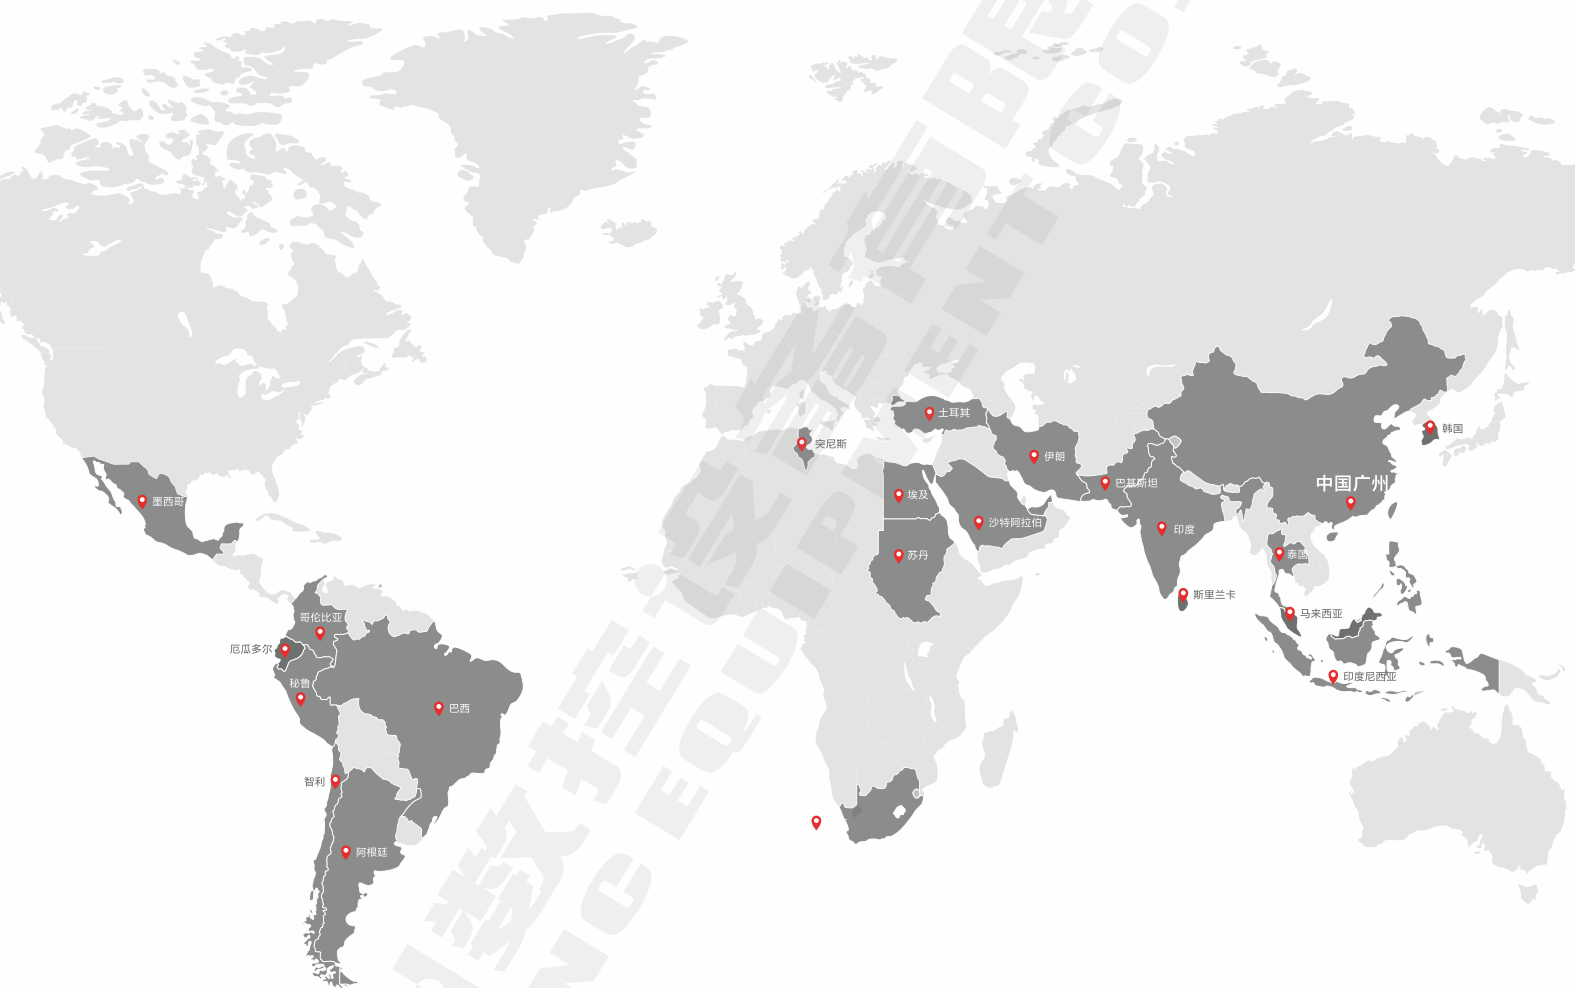 土耳其
突尼斯
韩国
伊朗
巴基斯坦
中国广州
埃及
墨西哥
沙特阿拉伯
印度
苏丹
泰国
斯里兰卡
马来西亚
哥伦比亚
厄瓜多尔
印度尼西亚
秘鲁
巴西
智利
阿根廷